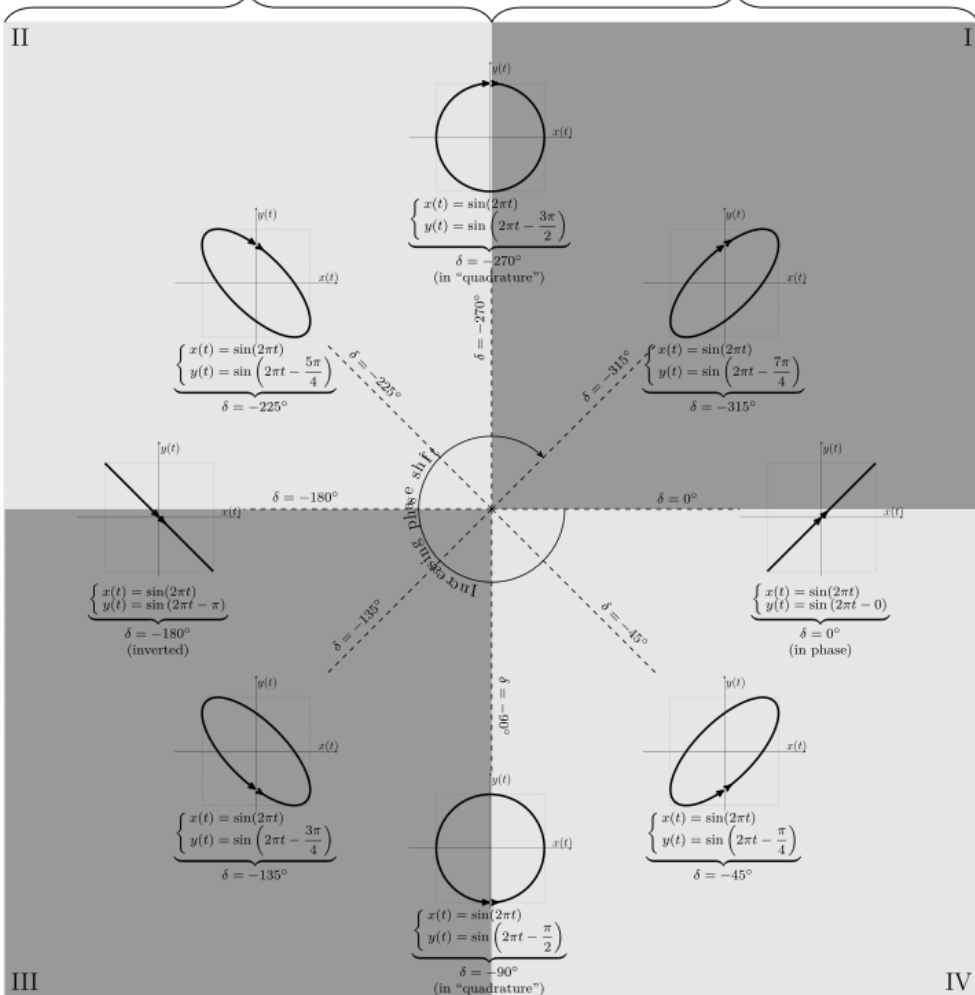 II
I
y(t)
x(t)
{ x(t) = sin(2πt)
y(t) = sin (2πt − 3π/2)
δ = −270°
(in “quadrature”)
δ = −270°
y(t)
x(t)
{ x(t) = sin(2πt)
y(t) = sin (2πt − 5π/4)
δ = −225°
δ = −225°
y(t)
x(t)
{ x(t) = sin(2πt)
y(t) = sin (2πt − 7π/4)
δ = −315°
δ = −315°
y(t)
x(t)
{ x(t) = sin(2πt)
y(t) = sin (2πt − π)
δ = −180°
(inverted)
δ = −180°
Increasing phase shift
δ = 0°
y(t)
x(t)
{ x(t) = sin(2πt)
y(t) = sin (2πt − 0)
δ = 0°
(in phase)
δ = −135°
y(t)
x(t)
{ x(t) = sin(2πt)
y(t) = sin (2πt − 3π/4)
δ = −135°
δ = −90°
y(t)
x(t)
{ x(t) = sin(2πt)
y(t) = sin (2πt − π/2)
δ = −90°
(in “quadrature”)
δ = −45°
y(t)
x(t)
{ x(t) = sin(2πt)
y(t) = sin (2πt − π/4)
δ = −45°
III
IV